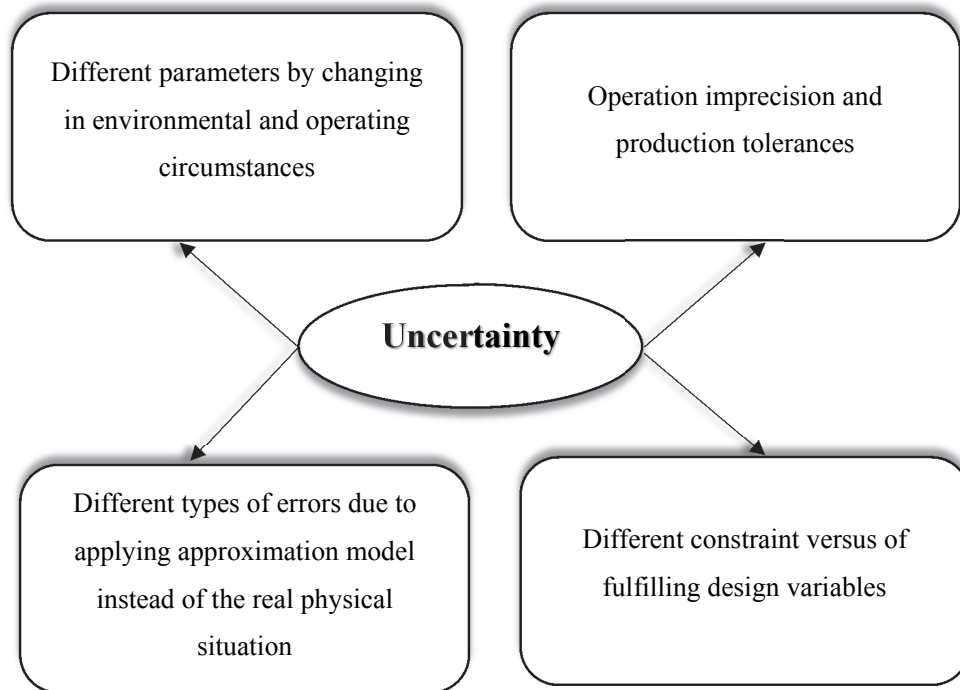 Different parameters by changing
in environmental and operating
circumstances
Operation imprecision and
production tolerances
Uncertainty
Different types of errors due to
applying approximation model
instead of the real physical
situation
Different constraint versus of
fulfilling design variables